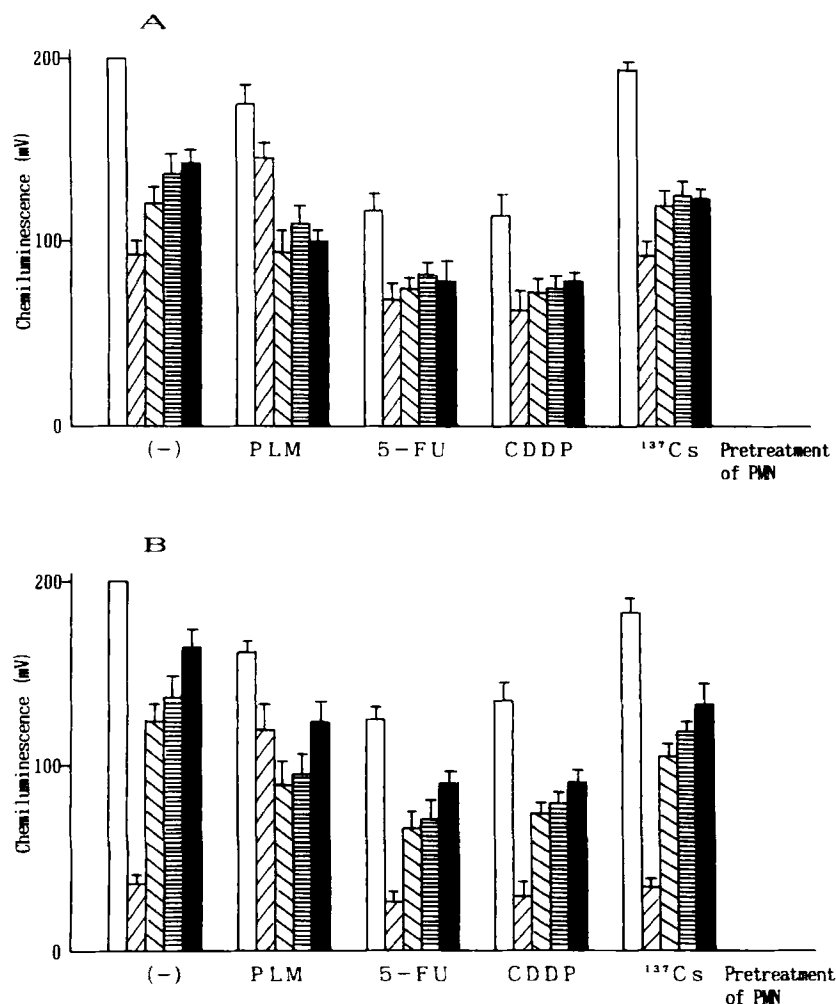 A
Chemiluminescence (mV)
200
100
0
(-) PLM 5-FU CDDP ¹³⁷Cs Pretreatment
of PMN
B
Chemiluminescence (mV)
200
100
0
(-) PLM 5-FU CDDP ¹³⁷Cs Pretreatment
of PMN